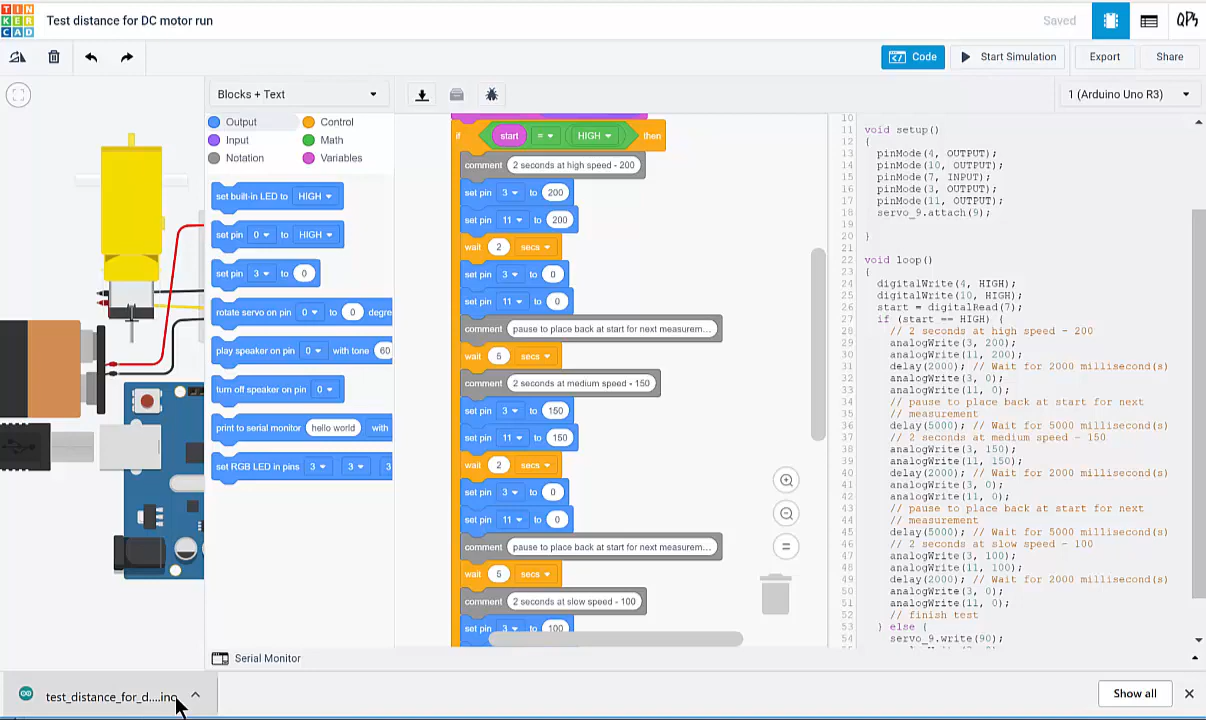 TIN
KER
CAD
Test distance for DC motor run
Saved
Code
Start Simulation
Export
Share
Blocks + Text
1 (Arduino Uno R3)
Output
Control
Input
Math
Notation
Variables
set built-in LED to HIGH
set pin 0 to HIGH
set pin 3 to 0
rotate servo on pin 0 to 0 degre
play speaker on pin 0 with tone 60
turn off speaker on pin 0
print to serial monitor hello world with
set RGB LED in pins 3 3 3
if start = HIGH then
comment 2 seconds at high speed - 200
set pin 3 to 200
set pin 11 to 200
wait 2 secs
set pin 3 to 0
set pin 11 to 0
comment pause to place back at start for next measurem...
wait 5 secs
comment 2 seconds at medium speed - 150
set pin 3 to 150
set pin 11 to 150
wait 2 secs
set pin 3 to 0
set pin 11 to 0
comment pause to place back at start for next measurem...
wait 5 secs
comment 2 seconds at slow speed - 100
set pin 3 to 100
10
11 void setup()
12 {
13 pinMode(4, OUTPUT);
14 pinMode(10, OUTPUT);
15 pinMode(7, INPUT);
16 pinMode(3, OUTPUT);
17 pinMode(11, OUTPUT);
18 servo_9.attach(9);
19
20 }
21
22 void loop()
23 {
24 digitalWrite(4, HIGH);
25 digitalWrite(10, HIGH);
26 start = digitalRead(7);
27 if (start == HIGH) {
28 // 2 seconds at high speed - 200
29 analogWrite(3, 200);
30 analogWrite(11, 200);
31 delay(2000); // Wait for 2000 millisecond(s)
32 analogWrite(3, 0);
33 analogWrite(11, 0);
34 // pause to place back at start for next
35 // measurement
36 delay(5000); // Wait for 5000 millisecond(s)
37 // 2 seconds at medium speed - 150
38 analogWrite(3, 150);
39 analogWrite(11, 150);
40 delay(2000); // Wait for 2000 millisecond(s)
41 analogWrite(3, 0);
42 analogWrite(11, 0);
43 // pause to place back at start for next
44 // measurement
45 delay(5000); // Wait for 5000 millisecond(s)
46 // 2 seconds at slow speed - 100
47 analogWrite(3, 100);
48 analogWrite(11, 100);
49 delay(2000); // Wait for 2000 millisecond(s)
50 analogWrite(3, 0);
51 analogWrite(11, 0);
52 // finish test
53 } else {
54 servo_9.write(90);
Serial Monitor
test_distance_for_d....ino
Show all